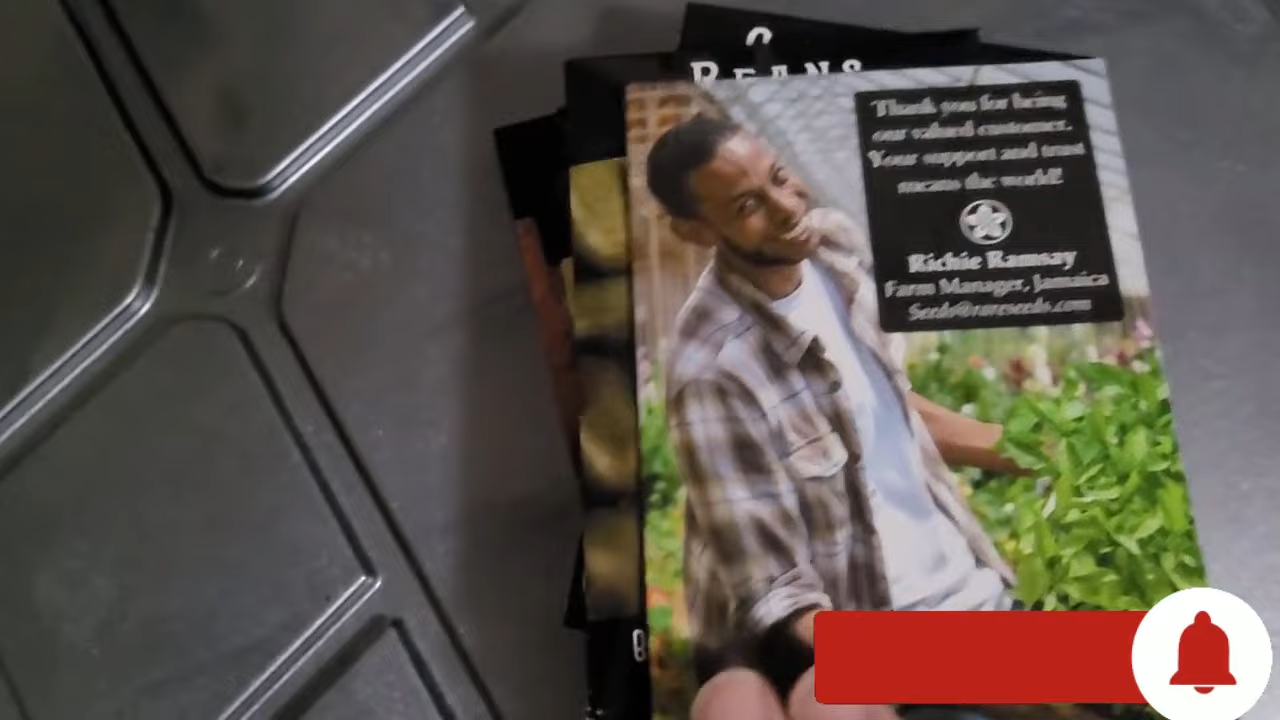 BEANS
Thank you for being
our valued customer.
Your support and trust
means the world!
Richie Ramsay
Farm Manager, Jamaica
Seeds@rareseeds.com